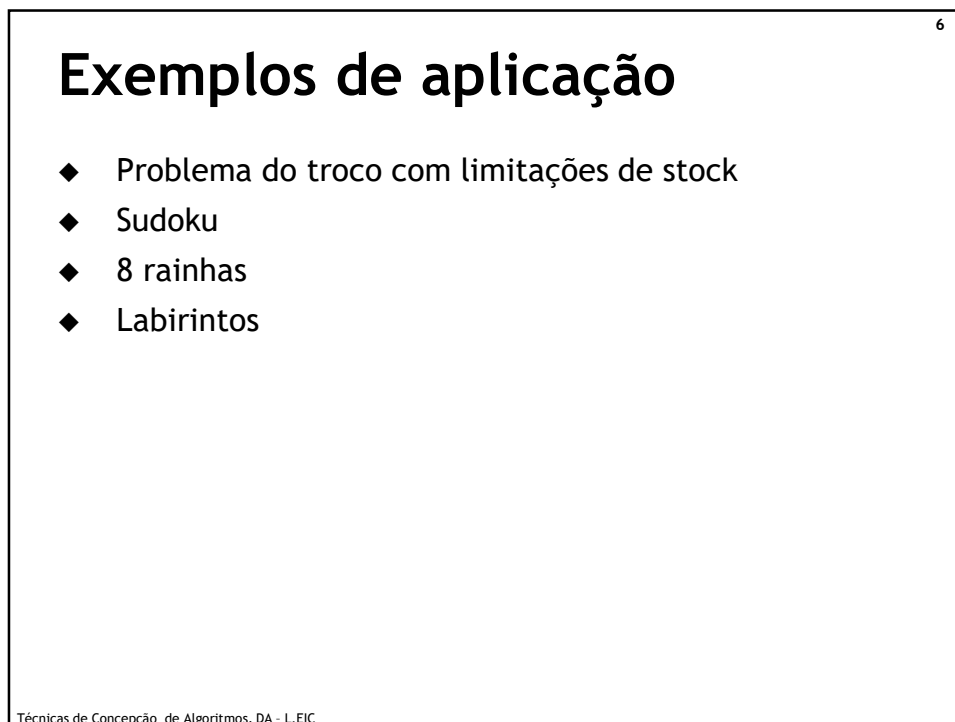 6
Exemplos de aplicação
◆ Problema do troco com limitações de stock
◆ Sudoku
◆ 8 rainhas
◆ Labirintos
Técnicas de Concepção de Algoritmos, DA - L.EIC